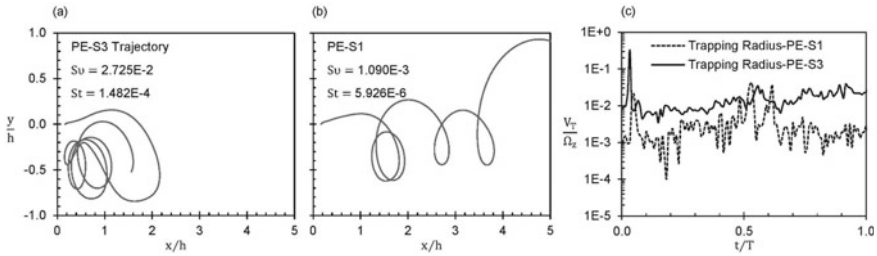 (a)
PE-S3 Trajectory
Sυ = 2.725E-2
St = 1.482E-4
y/h
1.0
0.5
0.0
-0.5
-1.0
0 1 2 3 4 5
x/h
(b)
PE-S1
Sυ = 1.090E-3
St = 5.926E-6
0 1 2 3 4 5
x/h
(c)
Trapping Radius-PE-S1
Trapping Radius-PE-S3
V_T/Ω_z
1E+0
1E-1
1E-2
1E-3
1E-4
1E-5
0.0 0.5 1.0
t/T